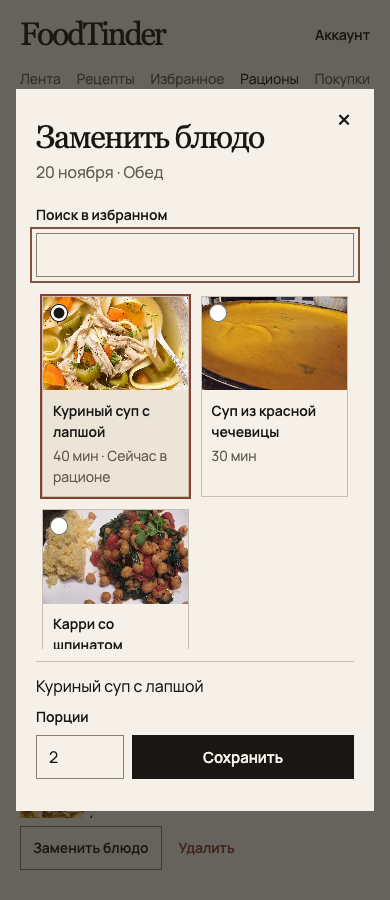 FoodTinder
Аккаунт
Лента Рецепты Избранное Рационы Покупки
×
Заменить блюдо
20 ноября · Обед
Поиск в избранном
Куриный суп с
лапшой
40 мин · Сейчас в
рационе
Суп из красной
чечевицы
30 мин
Карри со
шпинатом
Куриный суп с лапшой
Порции
2
Сохранить
Заменить блюдо
Удалить